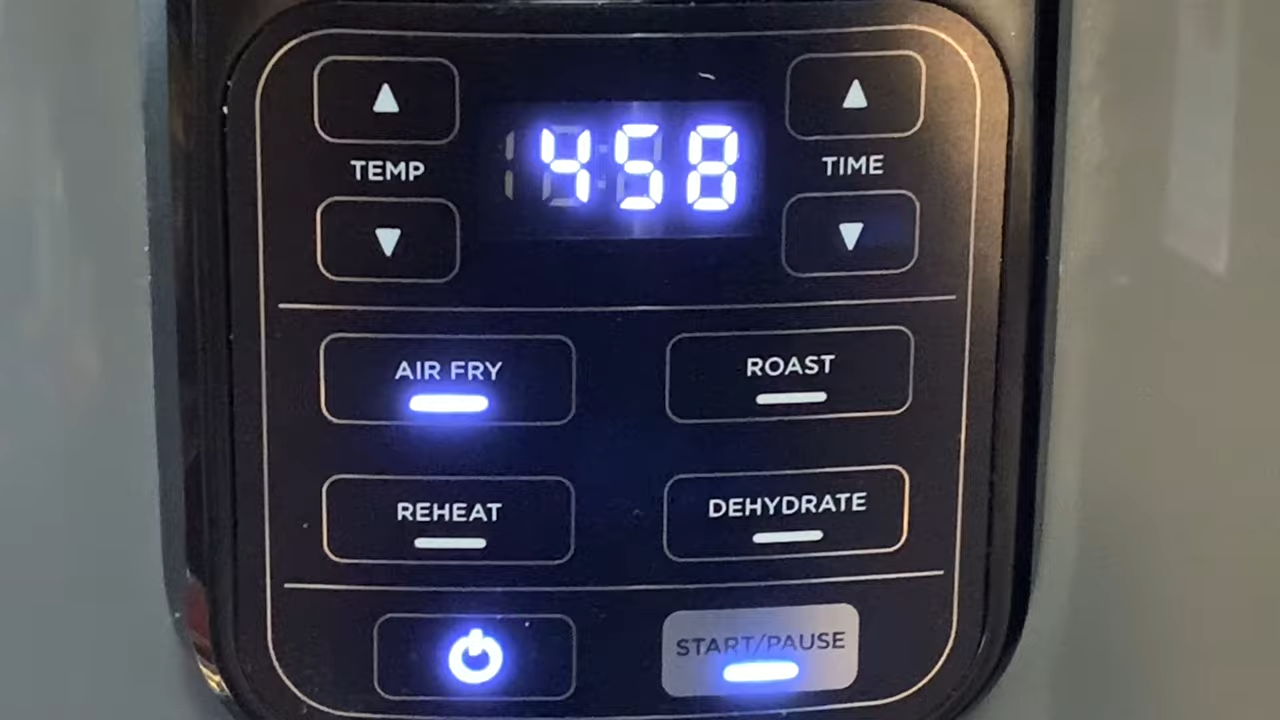 458
TEMP
TIME
AIR FRY
ROAST
REHEAT
DEHYDRATE
START/PAUSE